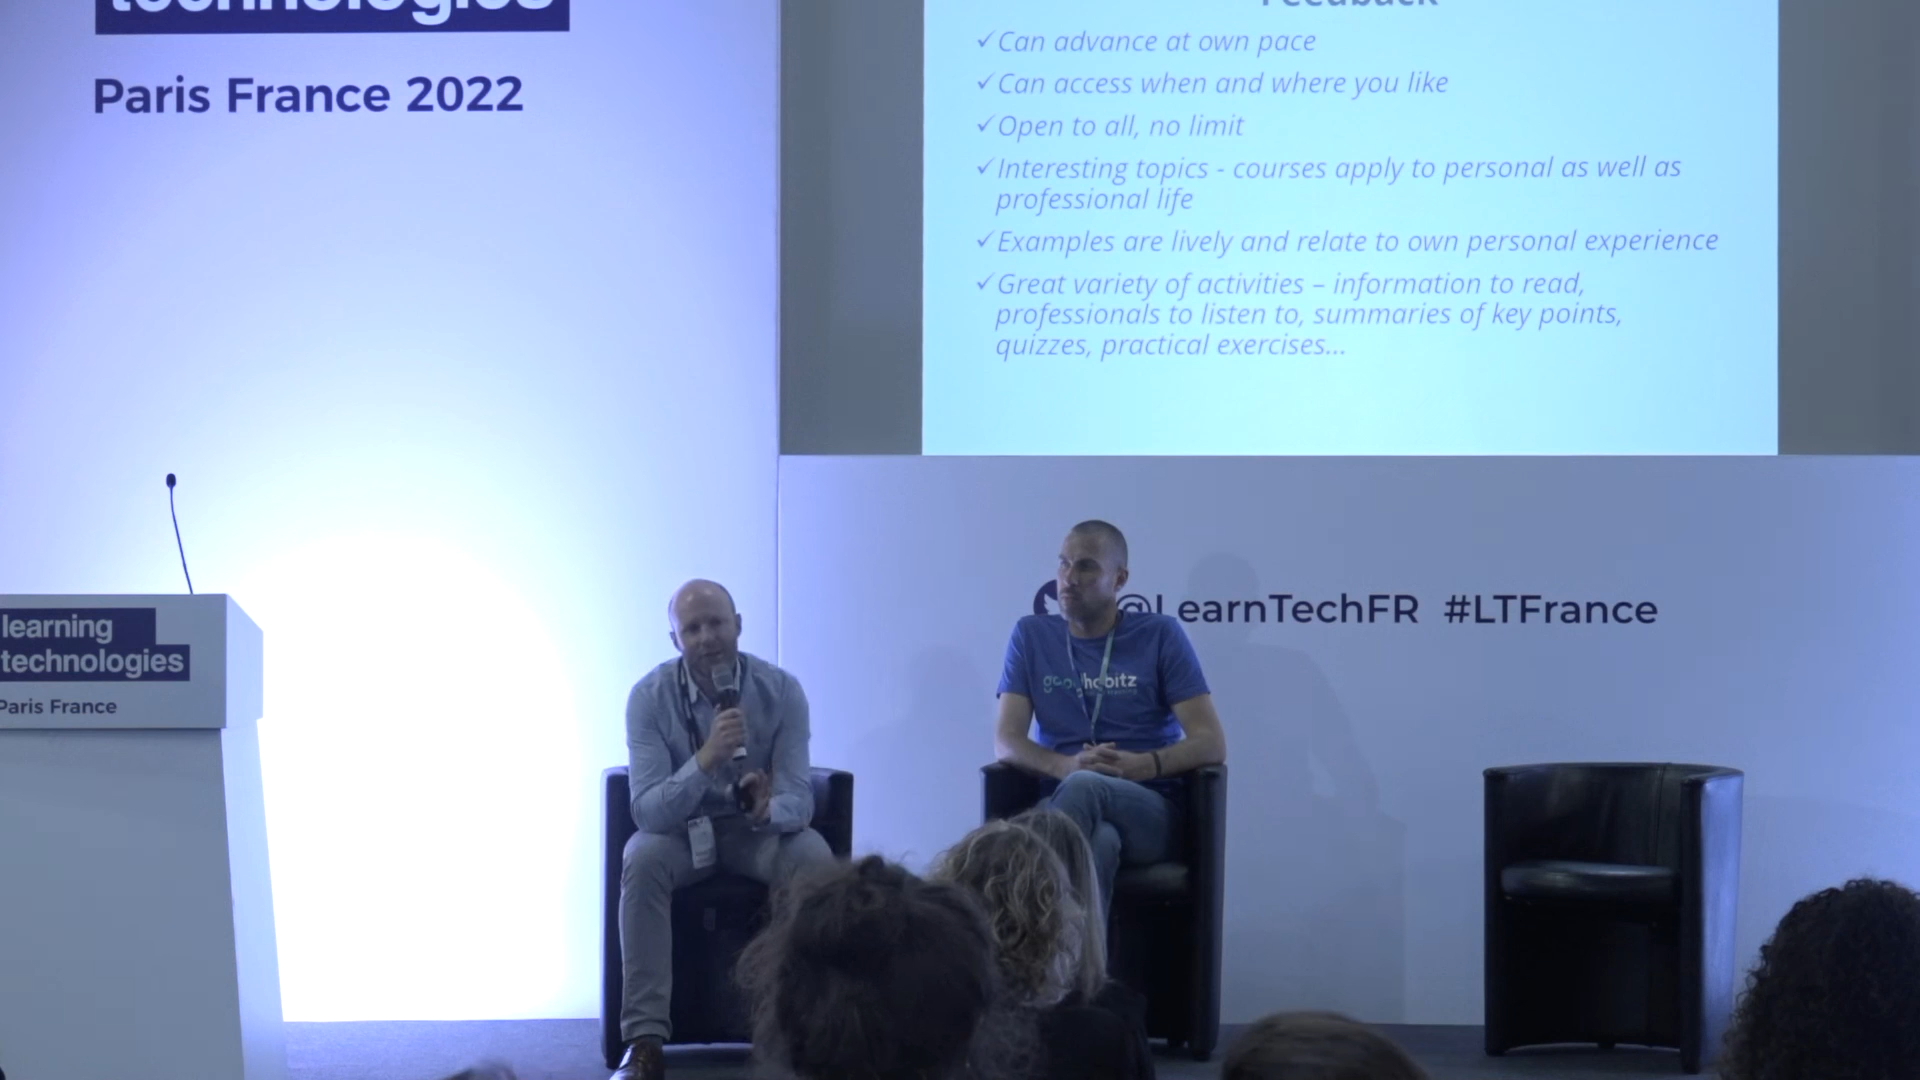 technologies
Paris France 2022
Feedback
✓Can advance at own pace
✓Can access when and where you like
✓Open to all, no limit
✓Interesting topics - courses apply to personal as well as
professional life
✓Examples are lively and relate to own personal experience
✓Great variety of activities – information to read,
professionals to listen to, summaries of key points,
quizzes, practical exercises...
@LearnTechFR #LTFrance
learning
technologies
Paris France
goodhabitz